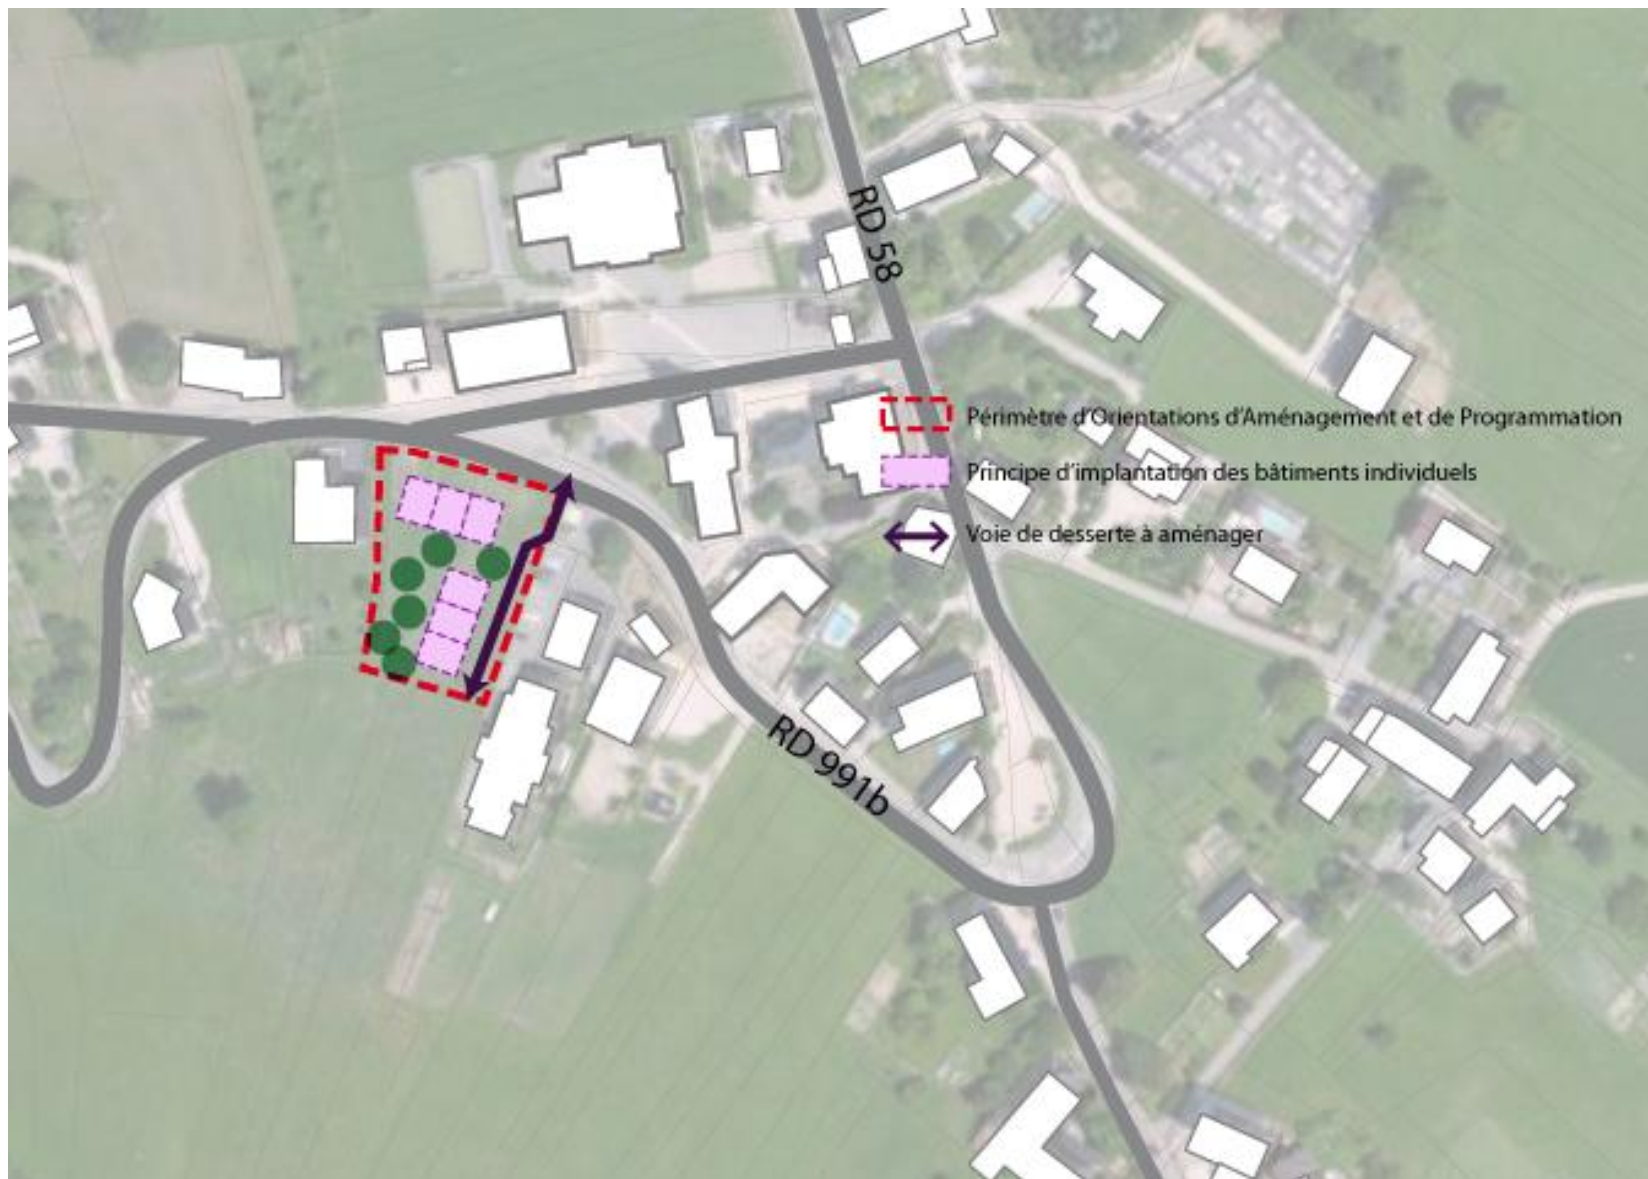 RD 58
Périmètre d'Orientations d'Aménagement et de Programmation
Principe d'implantation des bâtiments individuels
Voie de desserte à aménager
RD 991b